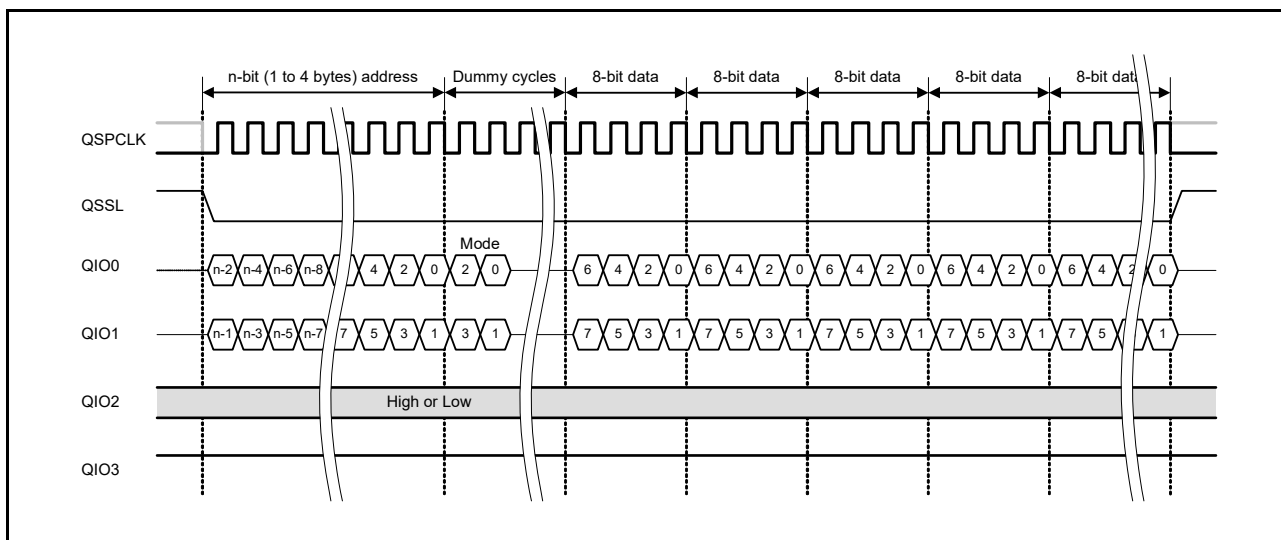 n-bit (1 to 4 bytes) address Dummy cycles 8-bit data 8-bit data 8-bit data 8-bit data 8-bit data
QSPCLK
QSSL
Mode
QIO0 n-2 n-4 n-6 n-8 4 2 0 2 0 6 4 2 0 6 4 2 0 6 4 2 0 6 4 2 0 6 4 2 0
QIO1 n-1 n-3 n-5 n-7 7 5 3 1 3 1 7 5 3 1 7 5 3 1 7 5 3 1 7 5 3 1 7 5 1
QIO2 High or Low
QIO3